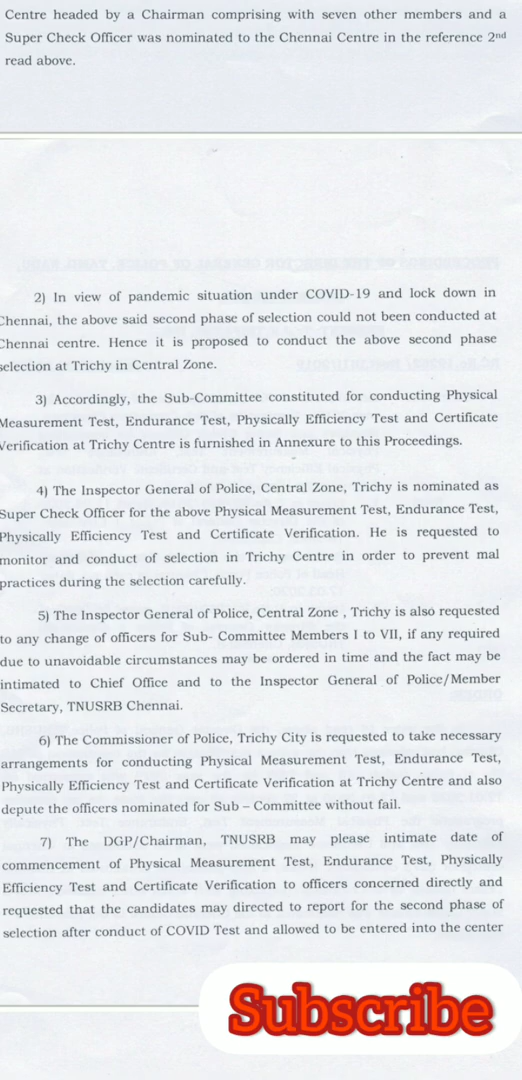 Centre headed by a Chairman comprising with seven other members and a
Super Check Officer was nominated to the Chennai Centre in the reference 2nd
read above.
2) In view of pandemic situation under COVID-19 and lock down in
Chennai, the above said second phase of selection could not been conducted at
Chennai centre. Hence it is proposed to conduct the above second phase
selection at Trichy in Central Zone.
3) Accordingly, the Sub-Committee constituted for conducting Physical
Measurement Test, Endurance Test, Physically Efficiency Test and Certificate
Verification at Trichy Centre is furnished in Annexure to this Proceedings.
4) The Inspector General of Police, Central Zone, Trichy is nominated as
Super Check Officer for the above Physical Measurement Test, Endurance Test,
Physically Efficiency Test and Certificate Verification. He is requested to
monitor and conduct of selection in Trichy Centre in order to prevent mal
practices during the selection carefully.
5) The Inspector General of Police, Central Zone , Trichy is also requested
to any change of officers for Sub- Committee Members I to VII, if any required
due to unavoidable circumstances may be ordered in time and the fact may be
intimated to Chief Office and to the Inspector General of Police/Member
Secretary, TNUSRB Chennai.
6) The Commissioner of Police, Trichy City is requested to take necessary
arrangements for conducting Physical Measurement Test, Endurance Test,
Physically Efficiency Test and Certificate Verification at Trichy Centre and also
depute the officers nominated for Sub – Committee without fail.
7) The DGP/Chairman, TNUSRB may please intimate date of
commencement of Physical Measurement Test, Endurance Test, Physically
Efficiency Test and Certificate Verification to officers concerned directly and
requested that the candidates may directed to report for the second phase of
selection after conduct of COVID Test and allowed to be entered into the center
Subscribe